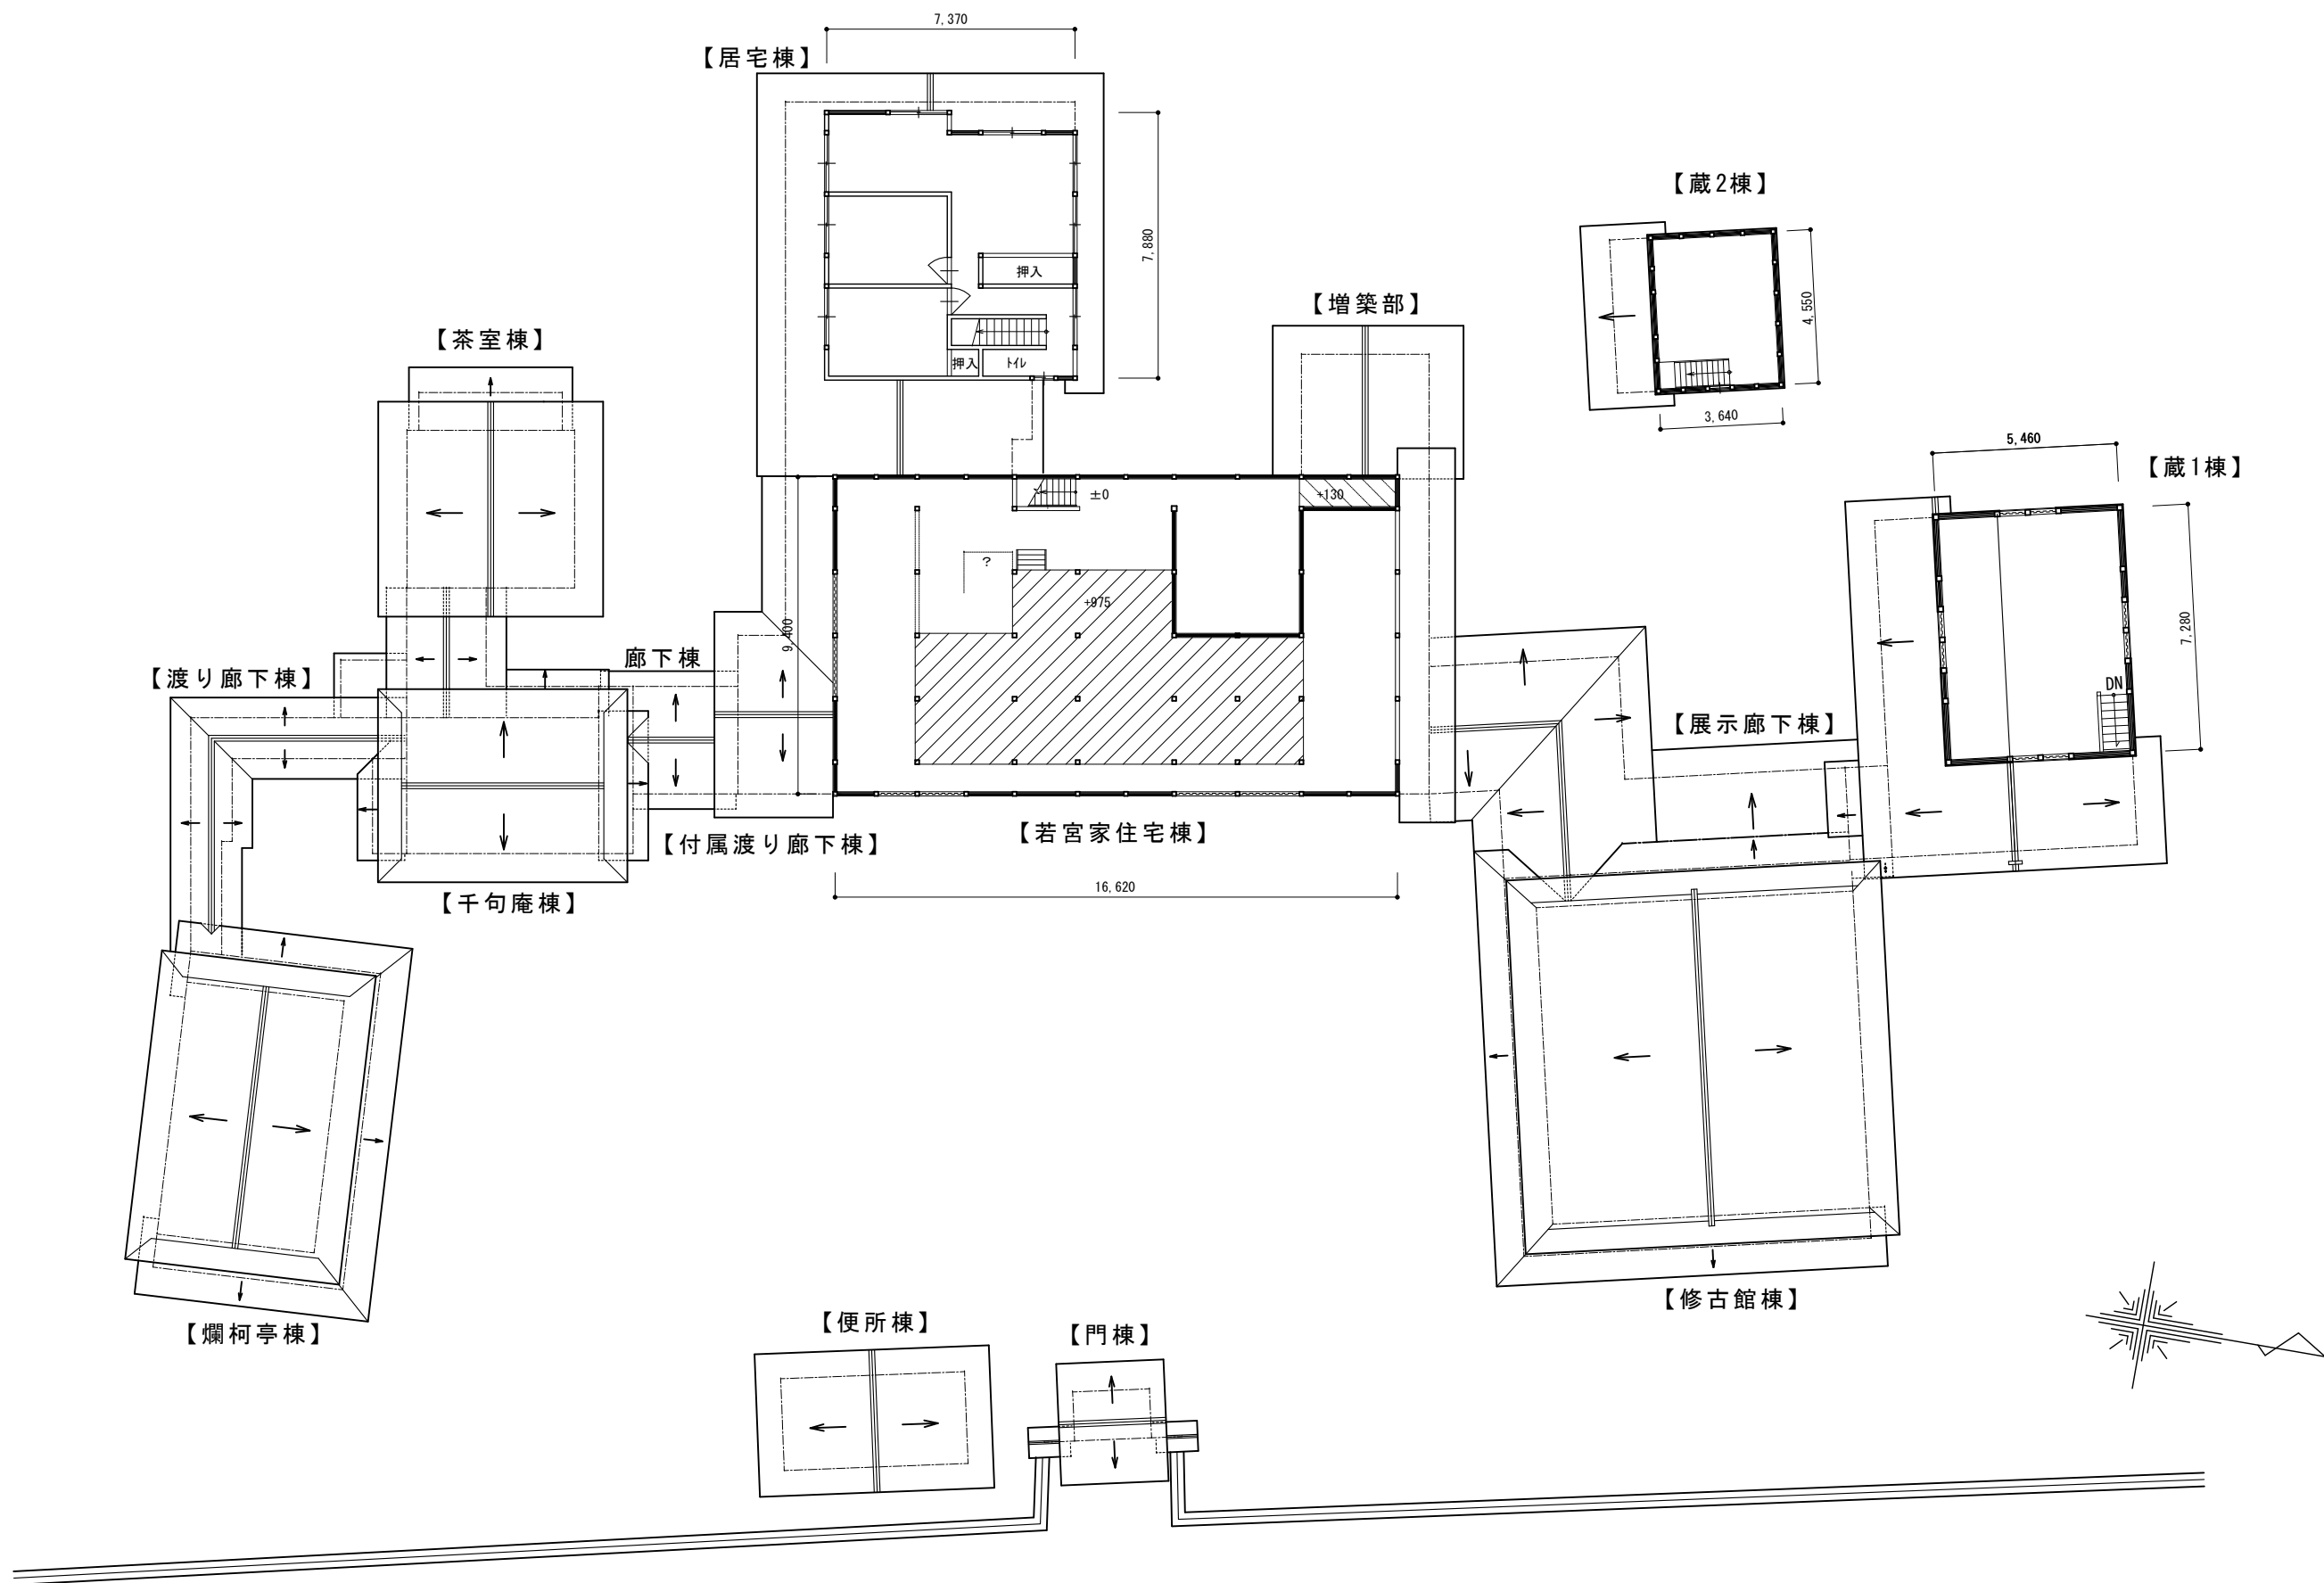 7,370
【居宅棟】
【蔵2棟】
7,880
押入
4,550
【増築部】
【茶室棟】
押入
ﾄｲﾚ
3,640
5,460
【蔵1棟】
±0
+130
?
+975
9,400
7,280
廊下棟
【渡り廊下棟】
DN
【展示廊下棟】
【付属渡り廊下棟】
【若宮家住宅棟】
16,620
【千句庵棟】
【修古館棟】
【爛柯亭棟】
【便所棟】
【門棟】